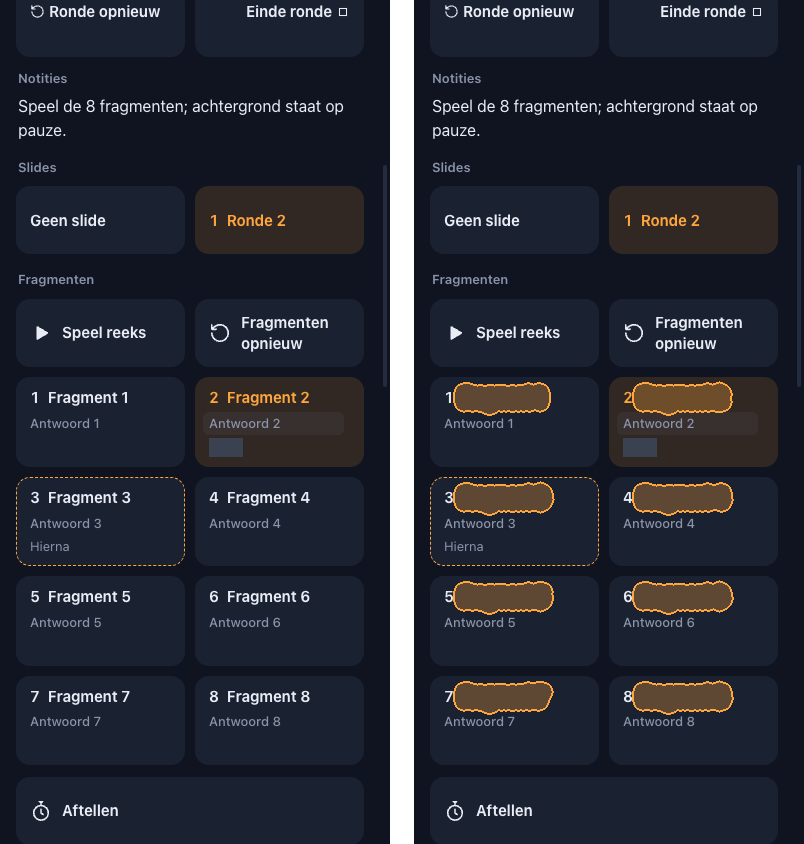 Ronde opnieuw
Einde ronde
Notities
Speel de 8 fragmenten; achtergrond staat op
pauze.
Slides
Geen slide
1 Ronde 2
Fragmenten
Speel reeks
Fragmenten
opnieuw
1 Fragment 1
Antwoord 1
2 Fragment 2
Antwoord 2
3 Fragment 3
Antwoord 3
Hierna
4 Fragment 4
Antwoord 4
5 Fragment 5
Antwoord 5
6 Fragment 6
Antwoord 6
7 Fragment 7
Antwoord 7
8 Fragment 8
Antwoord 8
Aftellen
Ronde opnieuw
Einde ronde
Notities
Speel de 8 fragmenten; achtergrond staat op
pauze.
Slides
Geen slide
1 Ronde 2
Fragmenten
Speel reeks
Fragmenten
opnieuw
1
Antwoord 1
2
Antwoord 2
3
Antwoord 3
Hierna
4
Antwoord 4
5
Antwoord 5
6
Antwoord 6
7
Antwoord 7
8
Antwoord 8
Aftellen